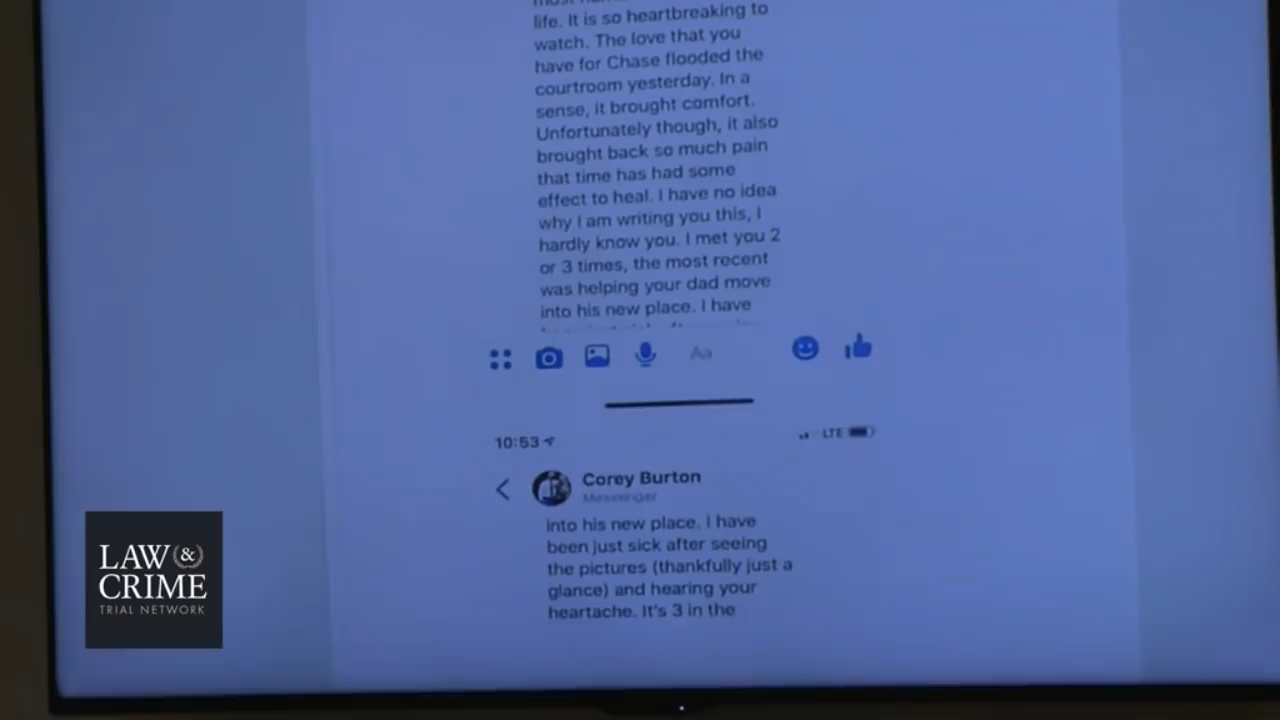 life. It is so heartbreaking to
watch. The love that you
have for Chase flooded the
courtroom yesterday. In a
sense, it brought comfort.
Unfortunately though, it also
brought back so much pain
that time has had some
effect to heal. I have no idea
why I am writing you this, I
hardly know you. I met you 2
or 3 times, the most recent
was helping your dad move
into his new place. I have
Aa
10:53
LTE
Corey Burton
Messenger
into his new place. I have
been just sick after seeing
the pictures (thankfully just a
glance) and hearing your
heartache. It's 3 in the
LAW &
CRIME
TRIAL NETWORK